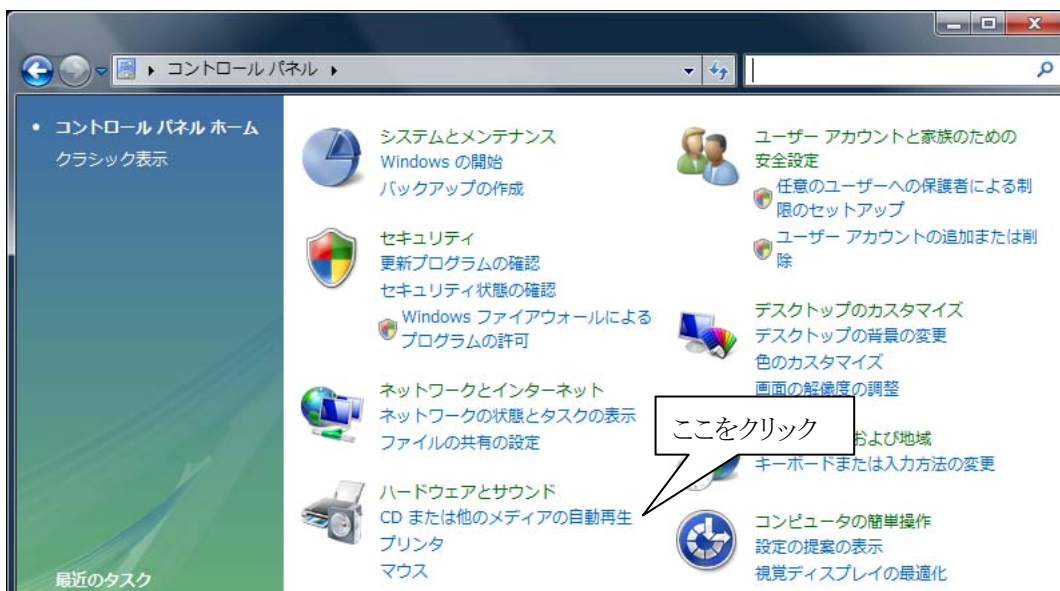 コントロール パネル
コントロール パネル ホーム
クラシック表示
最近のタスク
システムとメンテナンス
Windows の開始
バックアップの作成
セキュリティ
更新プログラムの確認
セキュリティ状態の確認
Windows ファイアウォールによる
プログラムの許可
ネットワークとインターネット
ネットワークの状態とタスクの表示
ファイルの共有の設定
ハードウェアとサウンド
CD または他のメディアの自動再生
プリンタ
マウス
ここをクリック
ユーザー アカウントと家族のための
安全設定
任意のユーザーへの保護者による制
限のセットアップ
ユーザー アカウントの追加または削
除
デスクトップのカスタマイズ
デスクトップの背景の変更
色のカスタマイズ
画面の解像度の調整
および地域
キーボードまたは入力方法の変更
コンピュータの簡単操作
設定の提案の表示
視覚ディスプレイの最適化